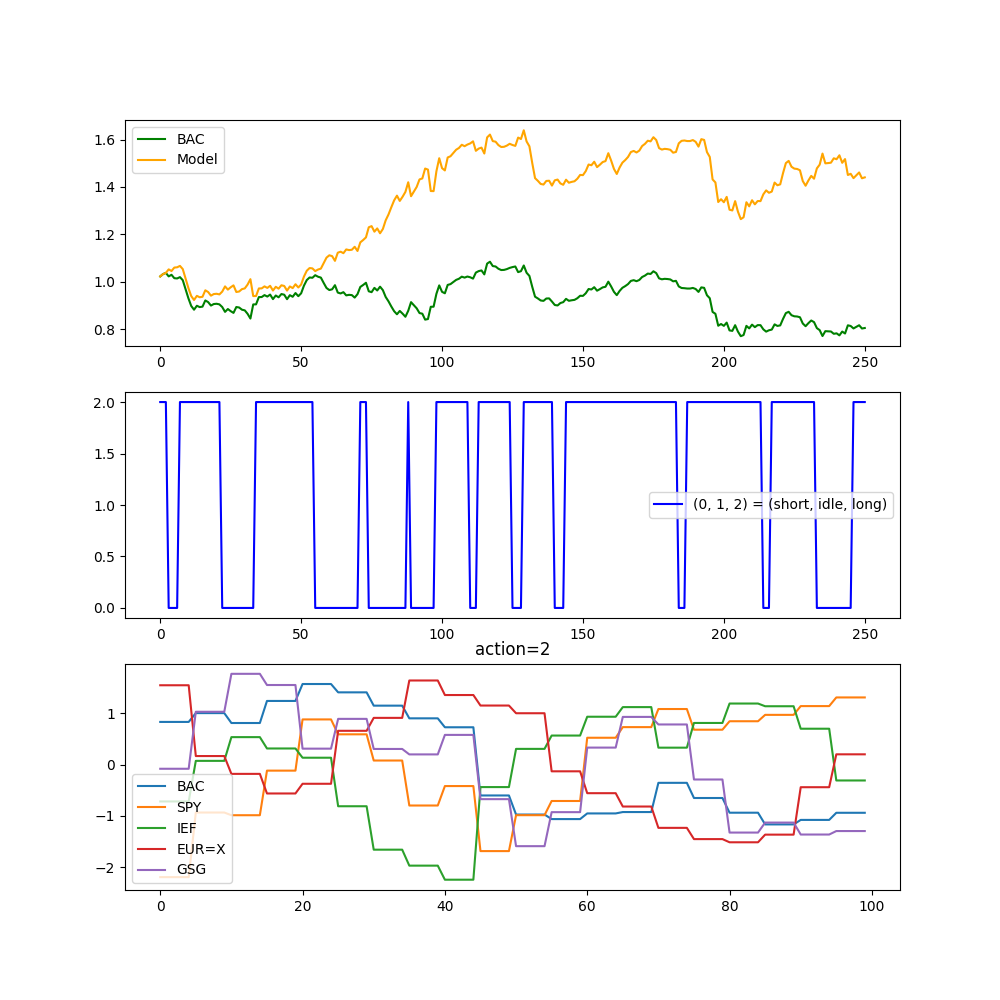 1.6
1.4
1.2
1.0
0.8
BAC
Model
0 50 100 150 200 250
2.0
1.5
1.0
0.5
0.0
(0, 1, 2) = (short, idle, long)
0 50 100 150 200 250
action=2
1
0
−1
−2
BAC
SPY
IEF
EUR=X
GSG
0 20 40 60 80 100